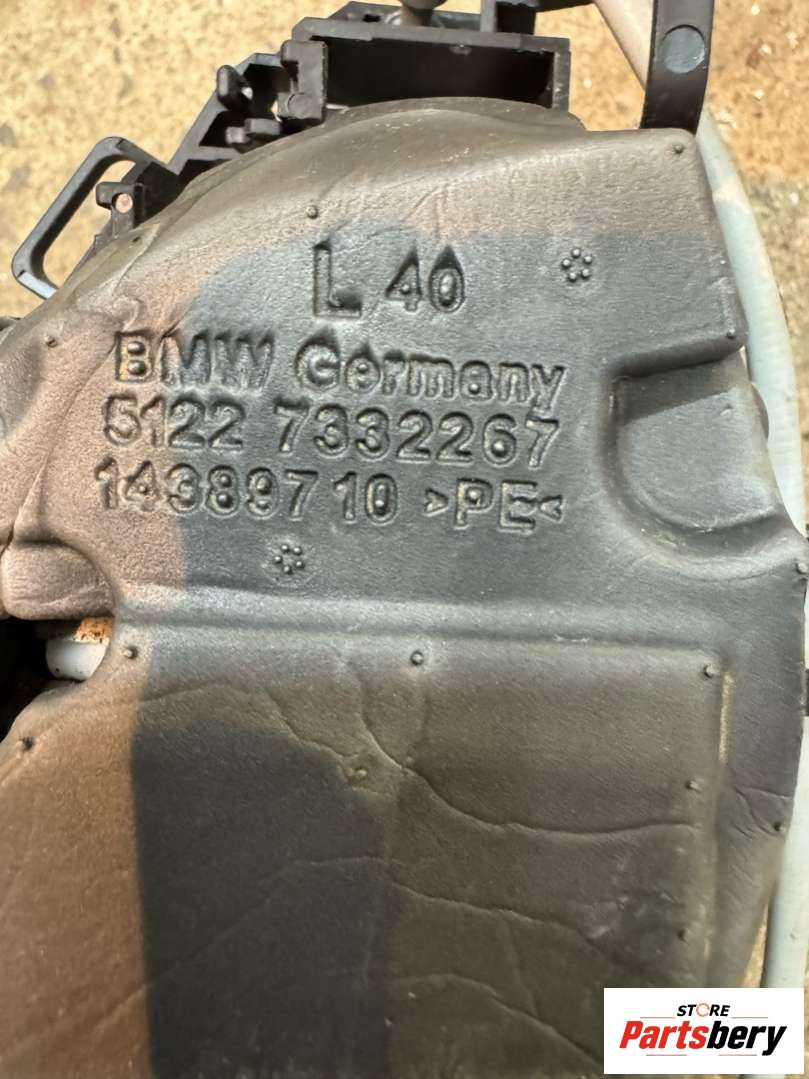 L 40
BMW Germany
5122 7332267
14389710 >PE<
STORE
Partsbery